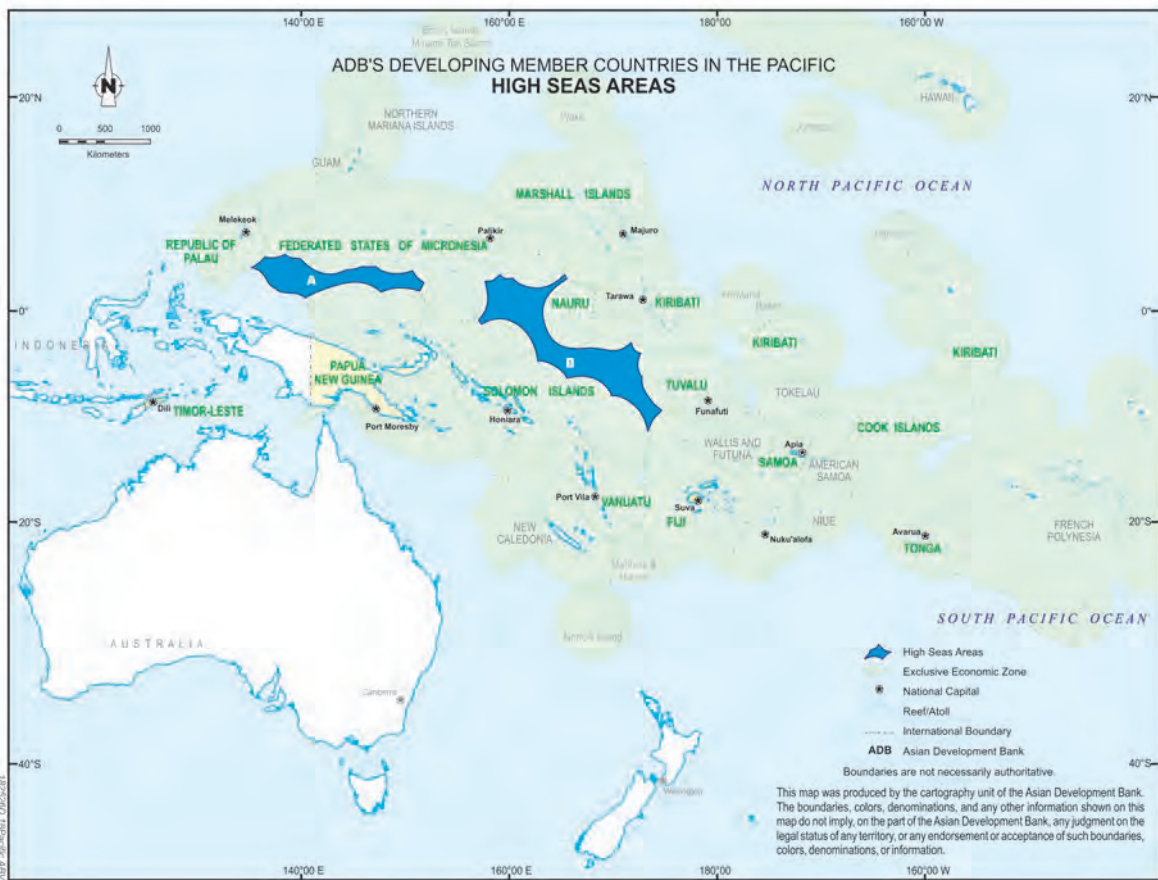 140°00' E
160°00' E
180°00'
160°00' W
ADB'S DEVELOPING MEMBER COUNTRIES IN THE PACIFIC
HIGH SEAS AREAS
N
0 500 1000
Kilometers
20°N
20°N
0°
0°
20°S
20°S
40°S
40°S
NORTHERN
MARIANA ISLANDS
GUAM
Wake
Johnston
HAWAII
NORTH PACIFIC OCEAN
MARSHALL ISLANDS
Melekeok
REPUBLIC OF
PALAU
FEDERATED STATES OF MICRONESIA
Palikir
Majuro
A
NAURU
Tarawa
KIRIBATI
Howland
Baker
KIRIBATI
KIRIBATI
INDONESIA
PAPUA
NEW GUINEA
SOLOMON ISLANDS
TUVALU
Funafuti
TOKELAU
Dili
TIMOR-LESTE
Port Moresby
Honiara
COOK ISLANDS
WALLIS AND
FUTUNA
Apia
SAMOA
AMERICAN
SAMOA
Port Vila
VANUATU
Suva
FIJI
NIUE
NEW
CALEDONIA
Nuku'alofa
Avarua
TONGA
FRENCH
POLYNESIA
Norfolk Island
SOUTH PACIFIC OCEAN
AUSTRALIA
Canberra
Wellington
High Seas Areas
Exclusive Economic Zone
National Capital
Reef/Atoll
International Boundary
ADB Asian Development Bank
Boundaries are not necessarily authoritative.
This map was produced by the cartography unit of the Asian Development Bank.
The boundaries, colors, denominations, and any other information shown on this
map do not imply, on the part of the Asian Development Bank, any judgment on the
legal status of any territory, or any endorsement or acceptance of such boundaries,
colors, denominations, or information.
140°00' E
160°00' E
180°00'
160°00' W